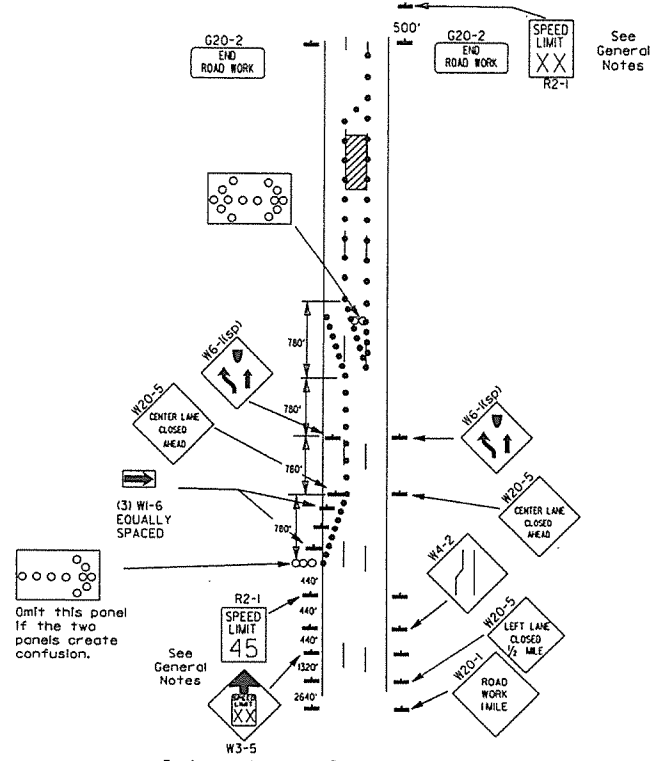 500'
SPEED
LIMIT
XX
R2-1
See
General
Notes
G20-2
END
ROAD WORK
G20-2
END
ROAD WORK
780'
W6-1(sp)
780'
W20-5
CENTER LANE
CLOSED
AHEAD
W6-1(sp)
780'
(3) W1-6
EQUALLY
SPACED
W20-5
CENTER LANE
CLOSED
AHEAD
780'
Omit this panel
if the two
panels create
confusion.
440'
R2-1
SPEED
LIMIT
45
440'
W4-2
440'
W20-5
LEFT LANE
CLOSED
1/2 MILE
See
General
Notes
1320'
SPEED
LIMIT
XX
W3-5
2640'
W20-1
ROAD
WORK
1 MILE